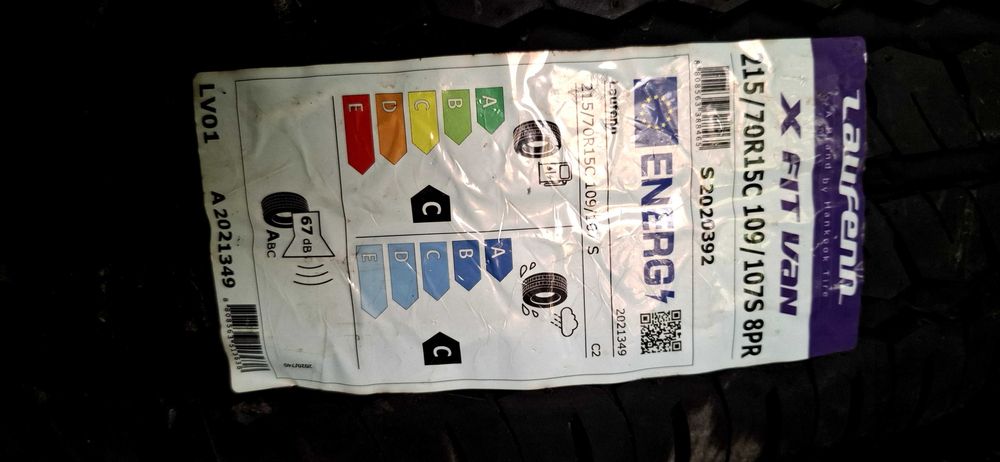 Laufenn
A Brand by Hankook Tire
X FIT VAN
215/70R15C 109/107S 8PR
S 2020392
ENERG
2021349
Laufenn
215/70R15C 109/107 S
C2
A
B
C
D
E
C
A
B
C
D
E
C
67 dB
ABC
LV01
A 2021349